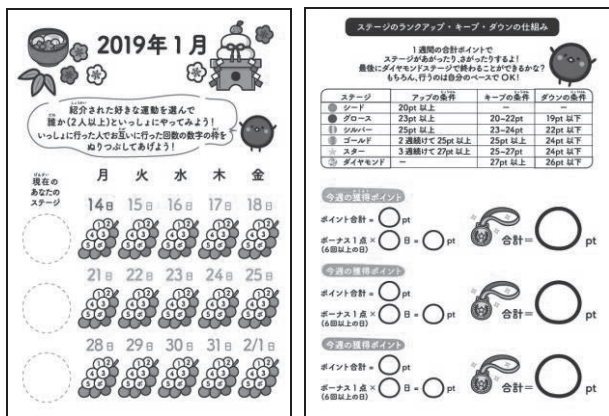 2019年1月
紹介された好きな運動を選んで
誰か(2人以上)といっしょにやってみよう!
いっしょに行った人でお互いに行った回数の数字の枠を
ぬりつぶしてあげよう!
現在の
あなたの
ステージ
月 火 水 木 金
14日 15日 16日 17日 18日
21日 22日 23日 24日 25日
28日 29日 30日 31日 2/1日
ステージのランクアップ・キープ・ダウンの仕組み
1週間の合計ポイントで
ステージがあがったり、さがったりするよ!
最後にダイヤモンドステージで終わることができるかな?
もちろん、行うのは自分のペースでOK!
ステージ アップの条件 キープの条件 ダウンの条件
シード 20pt 以上 − −
グロース 23pt 以上 20~22pt 19pt 以下
シルバー 25pt 以上 23~24pt 22pt 以下
ゴールド 2週続けて 25pt 以上 25pt 以上 24pt 以下
スター 3週続けて 27pt 以上 25~27pt 24pt 以下
ダイヤモンド − 27pt 以上 26pt 以下
今週の獲得ポイント
ポイント合計= pt
ボーナス1点× 日= pt 合計= pt
(6回以上の日)
今週の獲得ポイント
ポイント合計= pt
ボーナス1点× 日= pt 合計= pt
(6回以上の日)
今週の獲得ポイント
ポイント合計= pt
ボーナス1点× 日= pt 合計= pt
(6回以上の日)